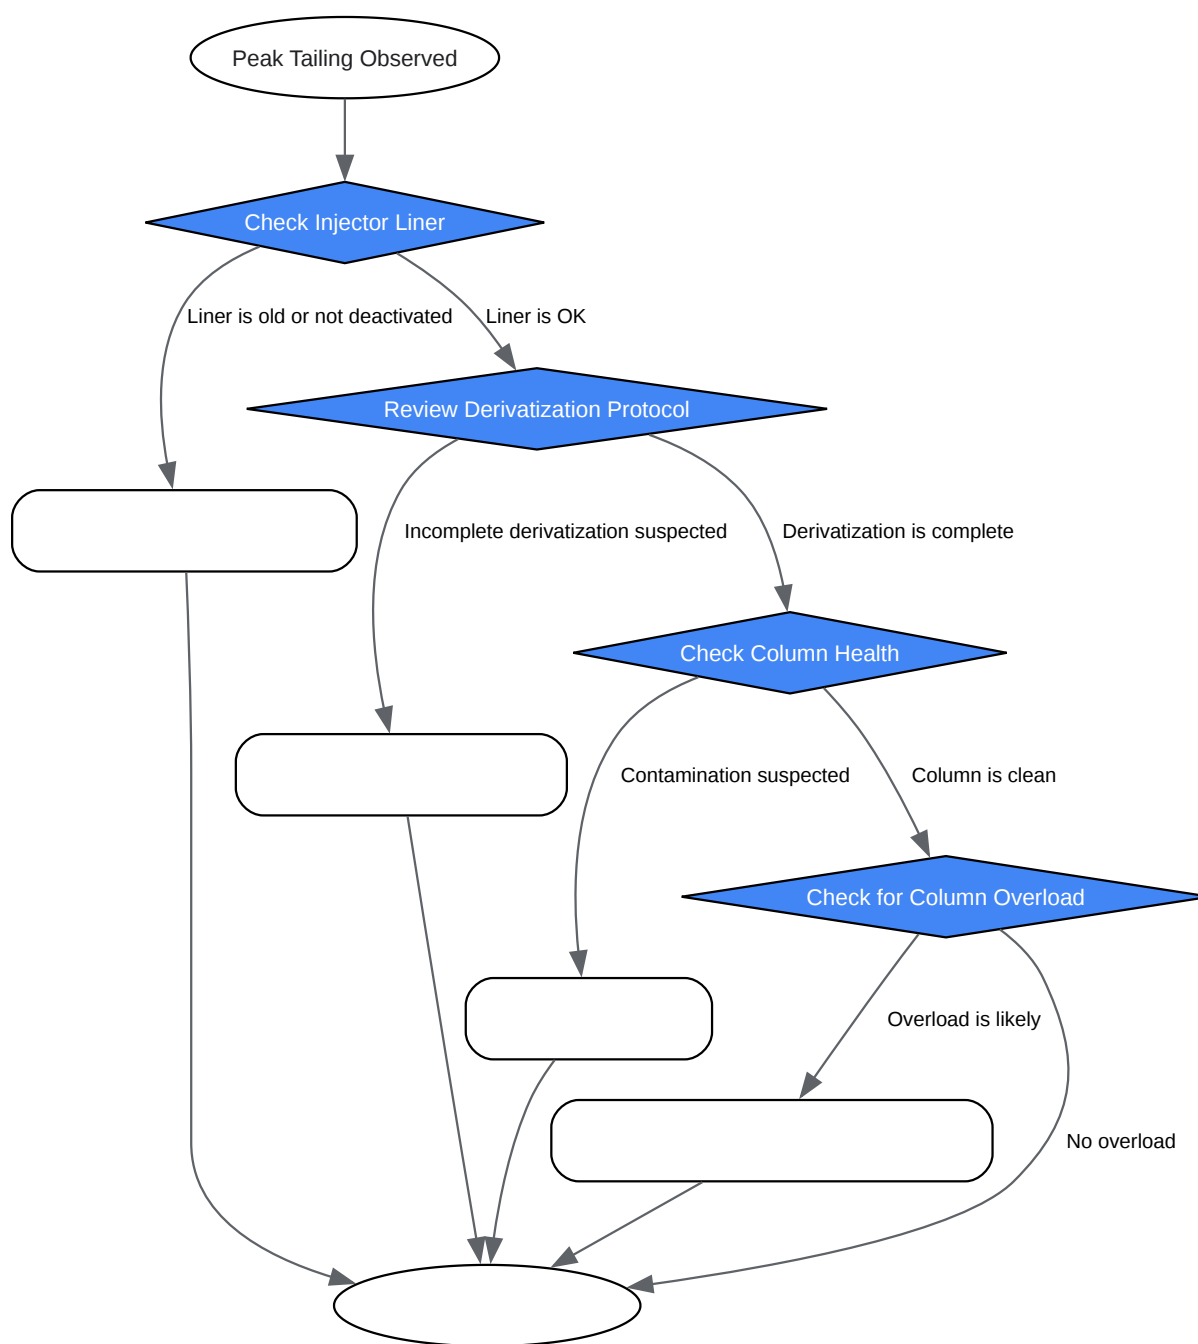 Peak Tailing Observed
Check Injector Liner
Liner is old or not deactivated
Liner is OK
Review Derivatization Protocol
Incomplete derivatization suspected
Derivatization is complete
Check Column Health
Contamination suspected
Column is clean
Check for Column Overload
Overload is likely
No overload